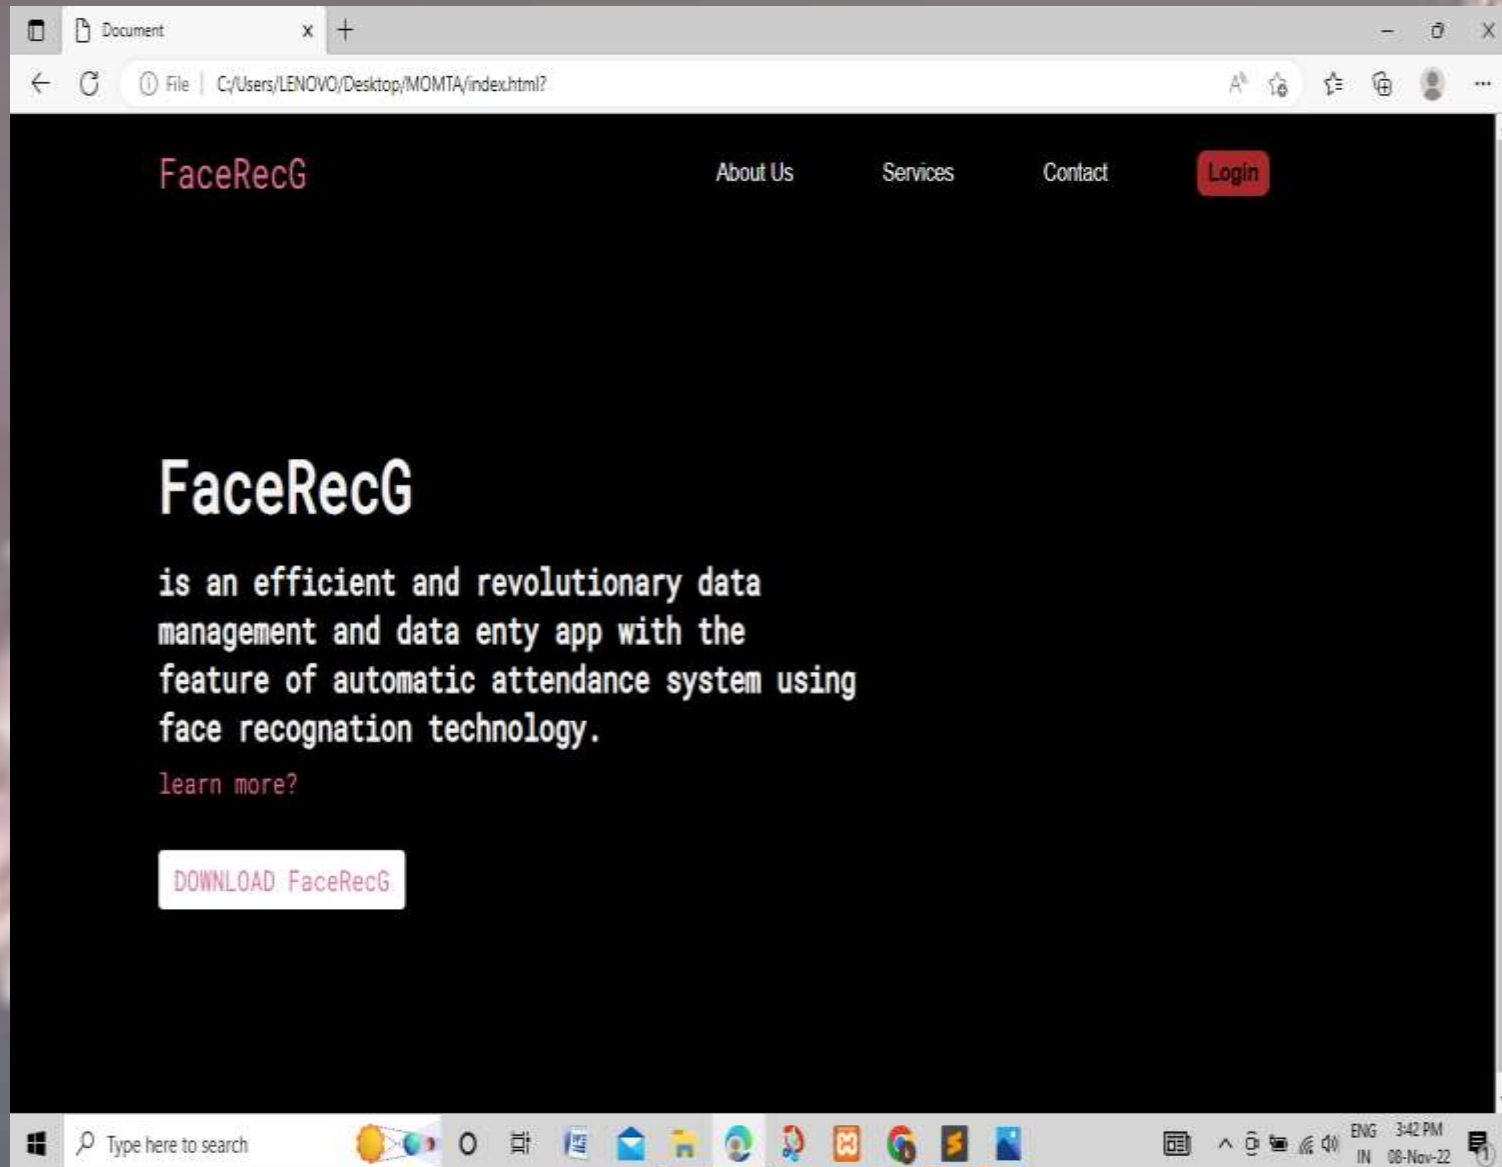 Document
File | C:/Users/LENOVO/Desktop/MOMTA/index.html?
FaceRecG
About Us Services Contact Login
FaceRecG
is an efficient and revolutionary data
management and data enty app with the
feature of automatic attendance system using
face recognation technology.
learn more?
DOWNLOAD FaceRecG
Type here to search
ENG 3:42 PM
IN 08-Nov-22